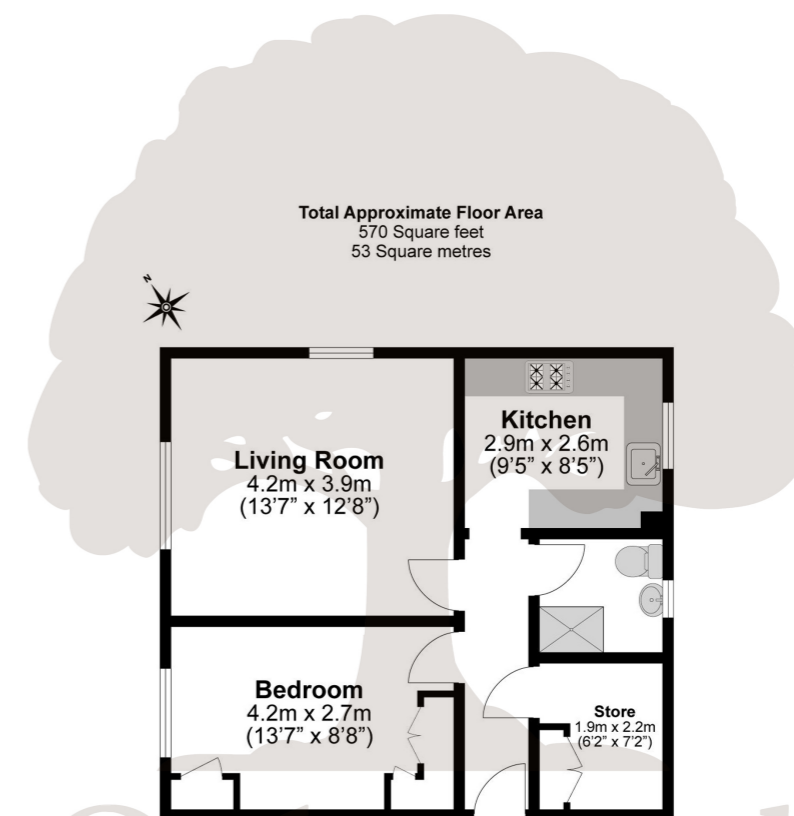 Total Approximate Floor Area
570 Square feet
53 Square metres
N
Living Room
4.2m x 3.9m
(13’7” x 12’8”)
Kitchen
2.9m x 2.6m
(9’5” x 8’5”)
Bedroom
4.2m x 2.7m
(13’7” x 8’8”)
Store
1.9m x 2.2m
(6’2” x 7’2”)